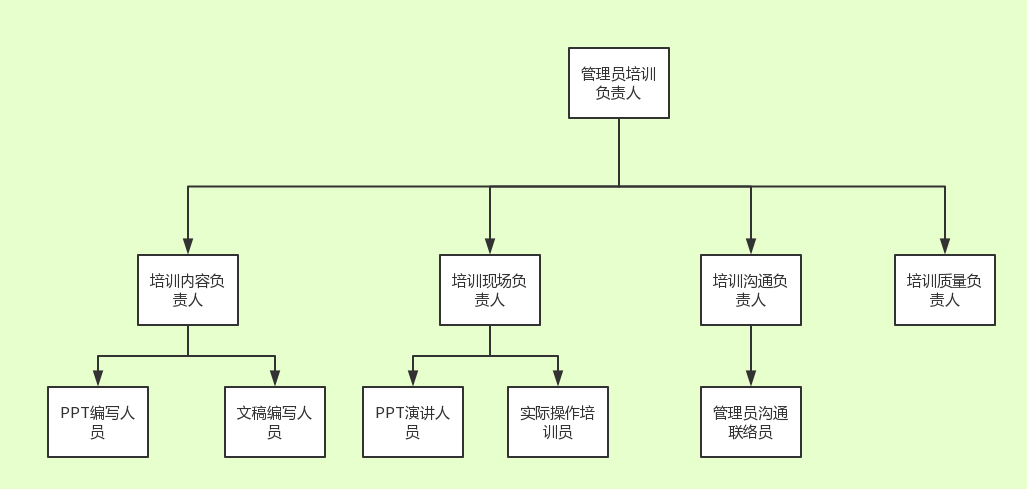 管理员培训
负责人
培训内容负
责人
培训现场负
责人
培训沟通负
责人
培训质量负
责人
PPT编写人
员
文稿编写人
员
PPT演讲人
员
实际操作培
训员
管理员沟通
联络员